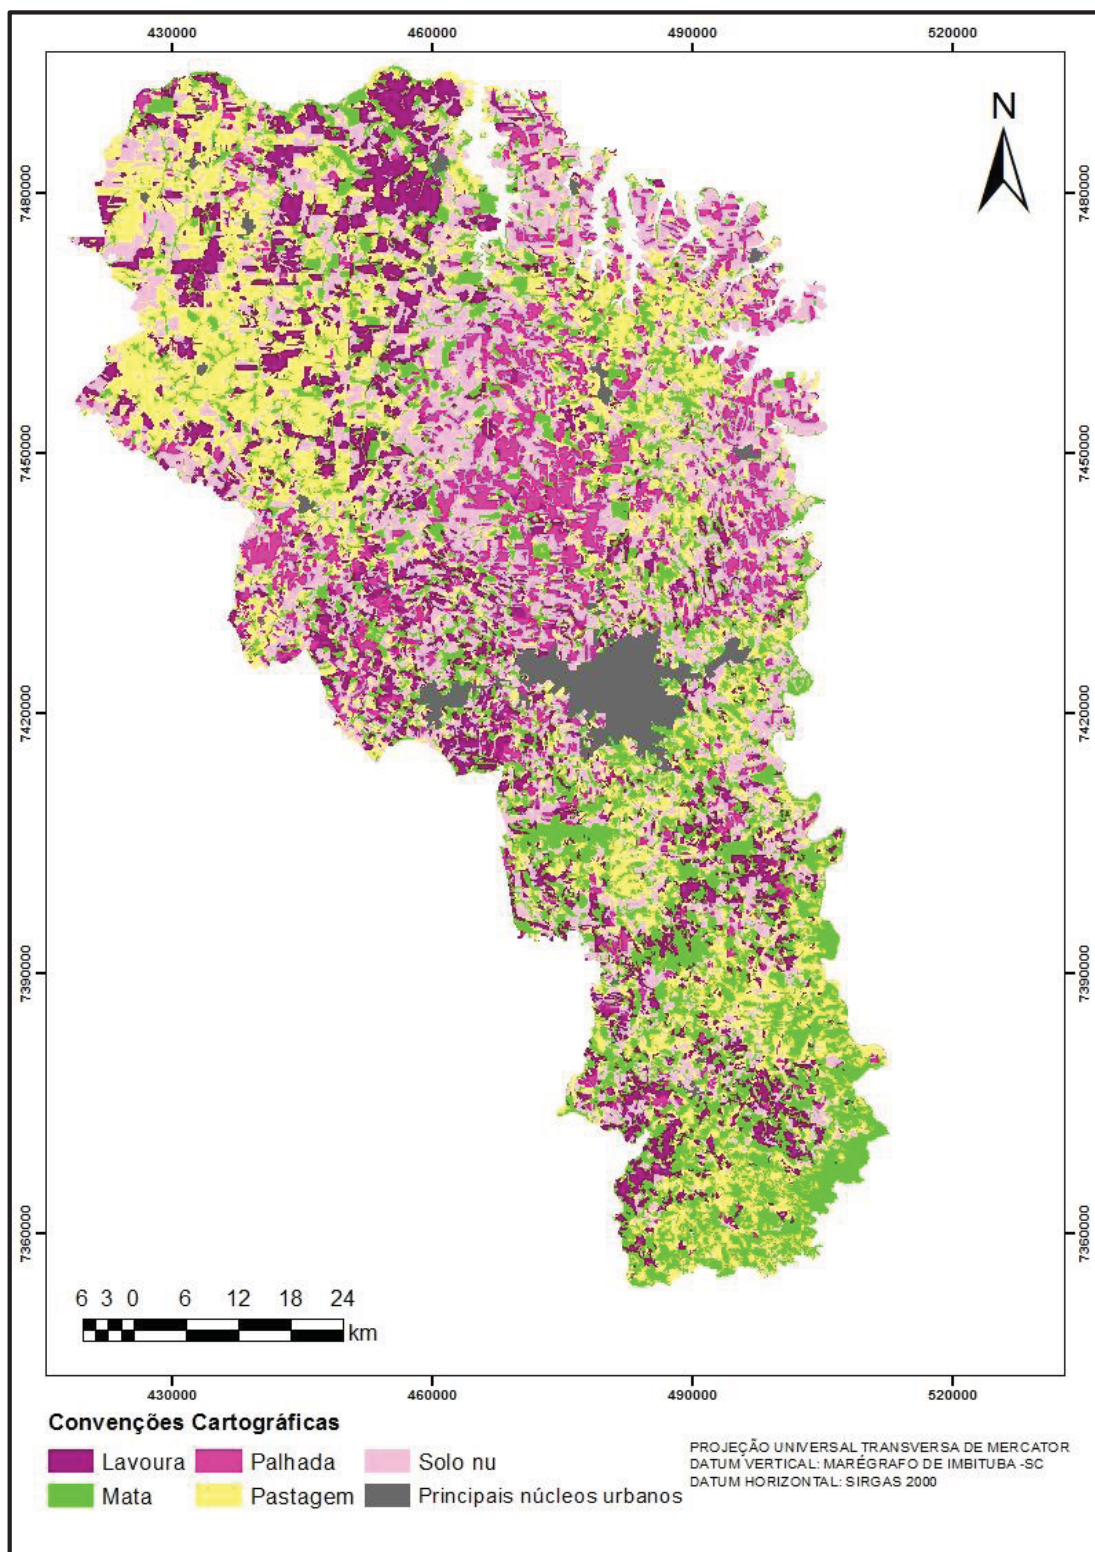 430000 460000 490000 520000
N
7480000 7480000
7450000 7450000
7420000 7420000
7390000 7390000
7360000 7360000
6 3 0 6 12 18 24
km
430000 460000 490000 520000
Convenções Cartográficas
Lavoura Palhada Solo nu
Mata Pastagem Principais núcleos urbanos
PROJEÇÃO UNIVERSAL TRANSVERSA DE MERCATOR
DATUM VERTICAL: MARÉGRAFO DE IMBITUBA -SC
DATUM HORIZONTAL: SIRGAS 2000